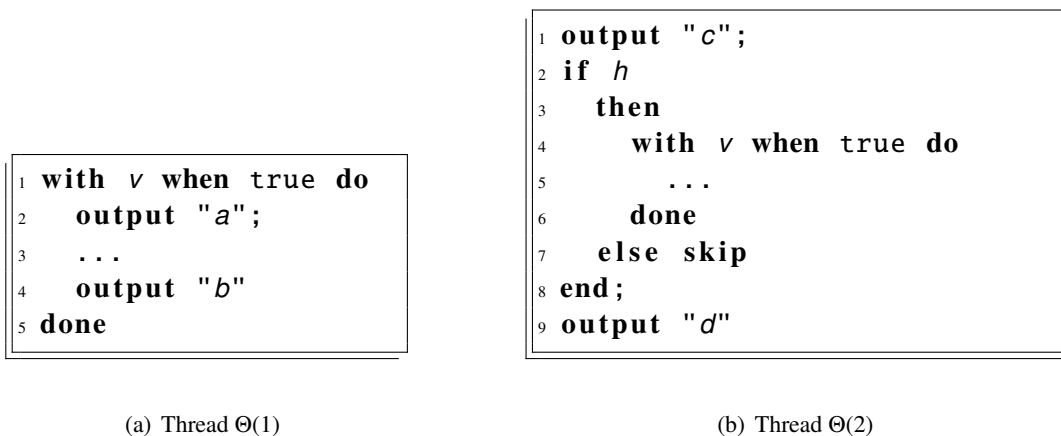 1 with v when true do
2 output "a";
3 ...
4 output "b"
5 done
(a) Thread Θ(1)
1 output "c";
2 if h
3 then
4 with v when true do
5 ...
6 done
7 else skip
8 end;
9 output "d"
(b) Thread Θ(2)